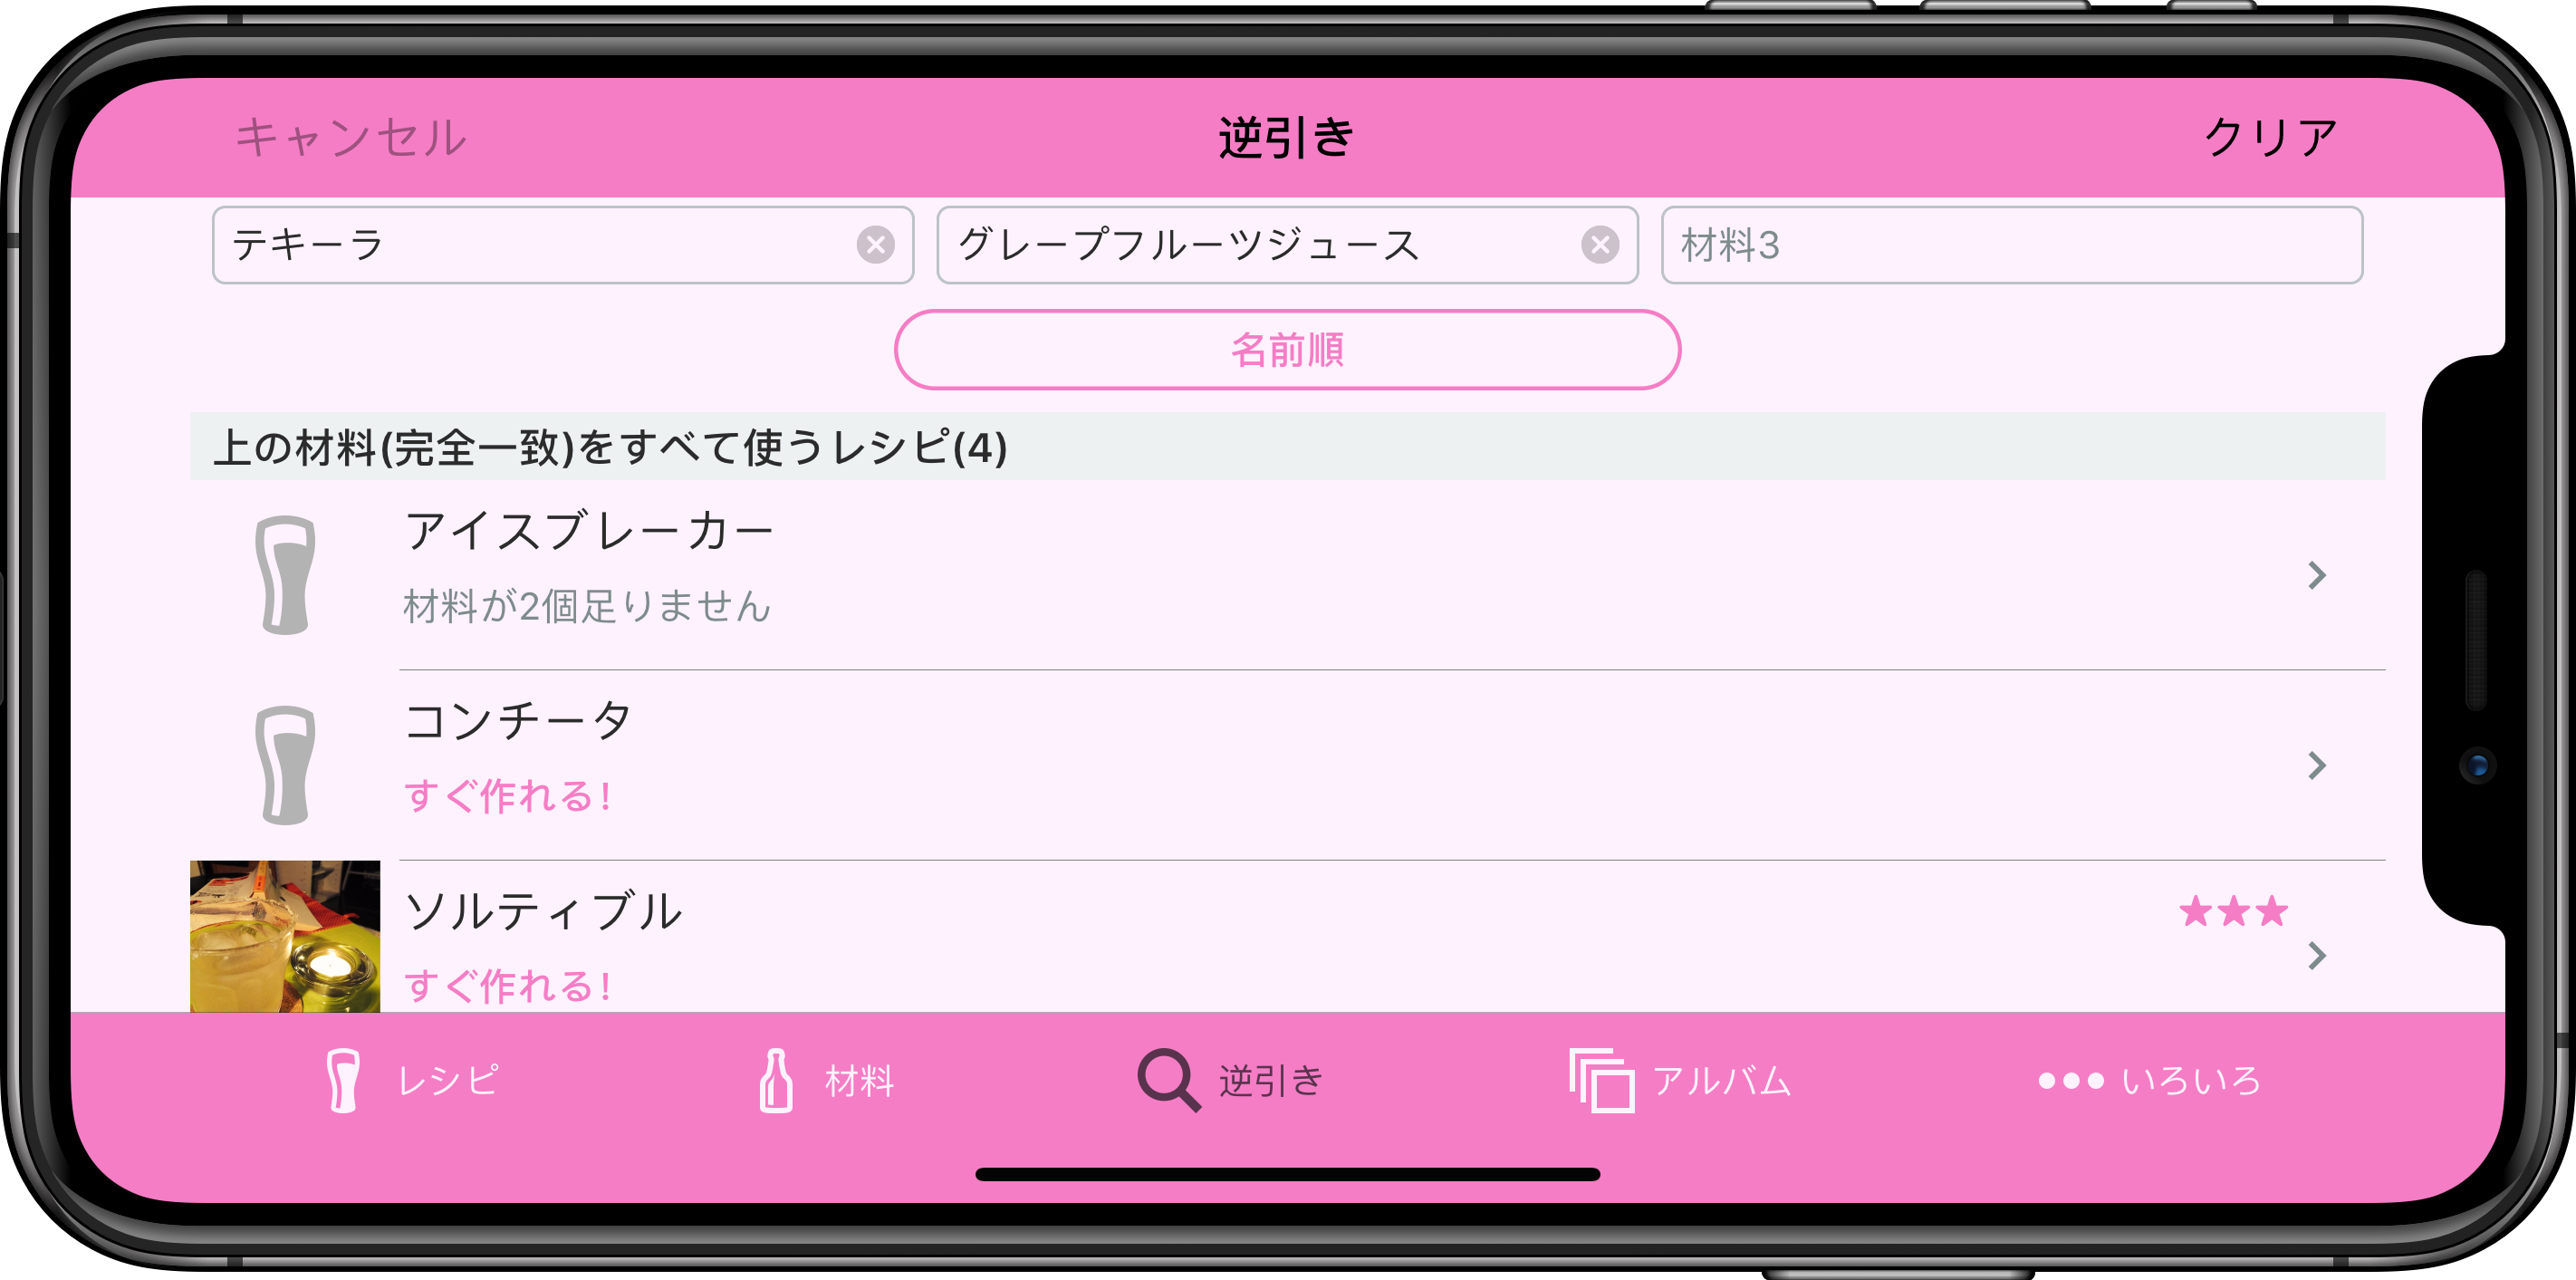 キャンセル 逆引き クリア
テキーラ グレープフルーツジュース 材料3
名前順
上の材料(完全一致)をすべて使うレシピ(4)
アイスブレーカー
材料が2個足りません
コンチータ
すぐ作れる!
ソルティブル ★★★
すぐ作れる!
レシピ 材料 逆引き アルバム いろいろ